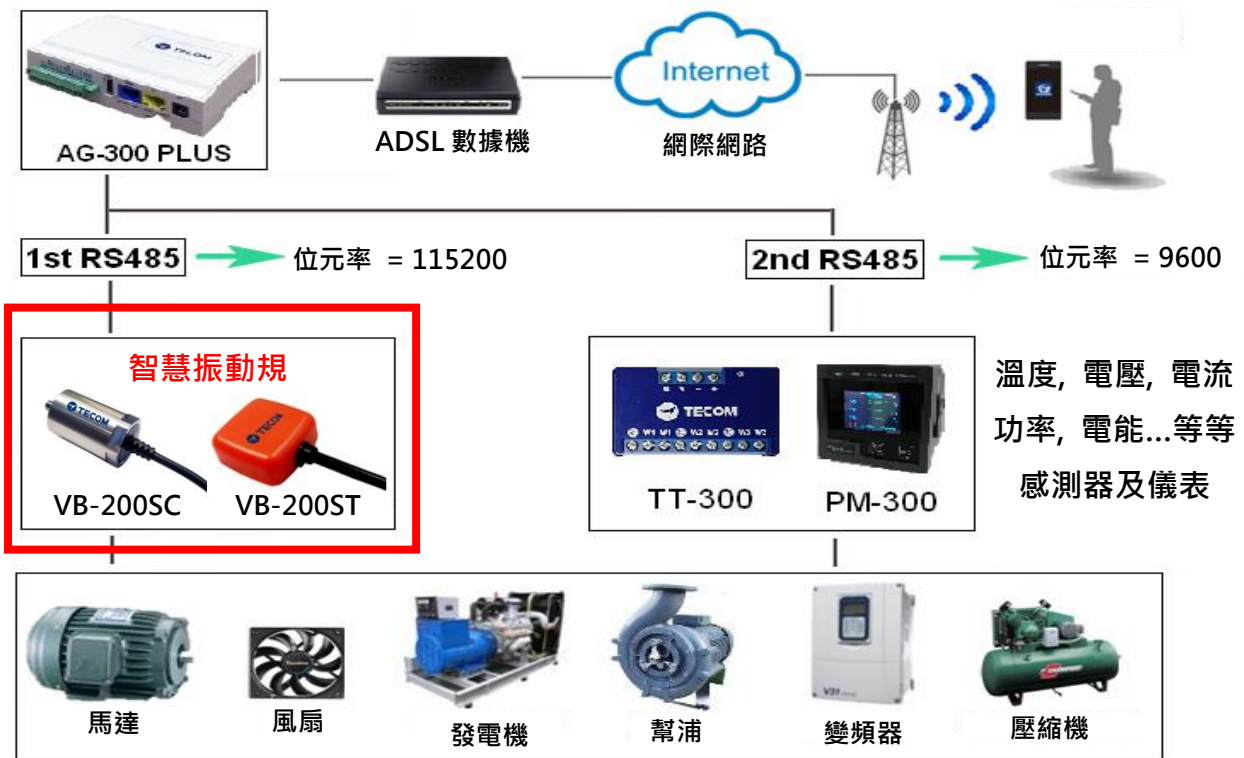 TECOM
AG-300 PLUS
ADSL 數據機
Internet
網際網路
1st RS485
位元率 = 115200
2nd RS485
位元率 = 9600
智慧振動規
TECOM
TECOM
VB-200SC
VB-200ST
TECOM
TT-300
PM-300
溫度, 電壓, 電流
功率, 電能...等等
感測器及儀表
馬達
風扇
發電機
幫浦
V31
變頻器
壓縮機